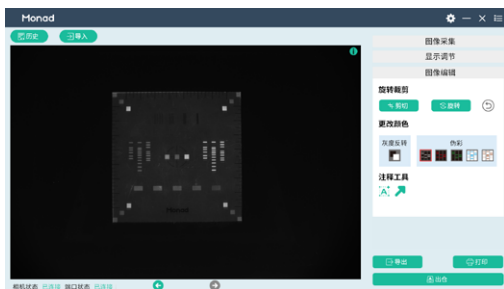 Monad
历史 导入
图像采集
显示调节
图像编辑
旋转裁剪
剪切 旋转
更改颜色
灰度反转 伪彩
注释工具
A
Monad
导出 打印
相机状态 已连接 端口状态 已连接